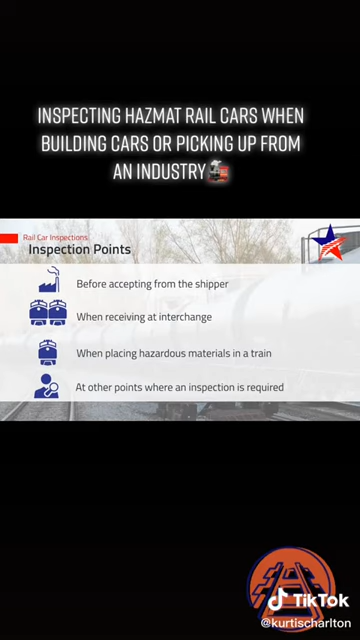 INSPECTING HAZMAT RAIL CARS WHEN
BUILDING CARS OR PICKING UP FROM
AN INDUSTRY🚂
Rail Car Inspections
Inspection Points
Before accepting from the shipper
When receiving at interchange
When placing hazardous materials in a train
At other points where an inspection is required
TikTok
@kurtischarlton